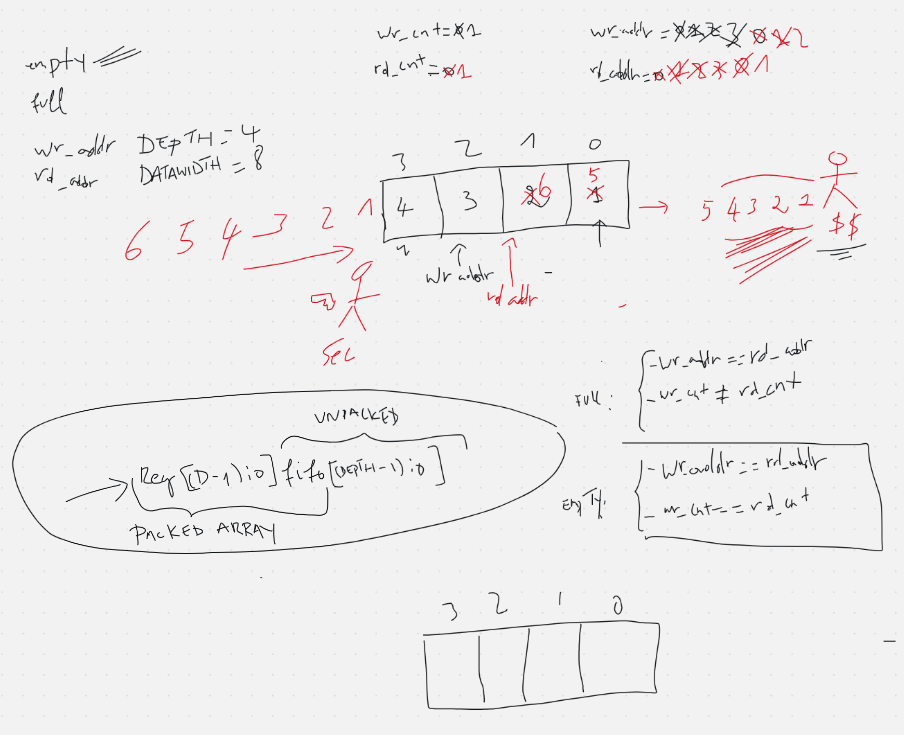 wr_cnt=0 1
wr_addr = 0 1 2 3 0 1 2
empty
rd_cnt = 0 1
rd_addr= 0 1 2 3 0 1
full
wr_addr DEPTH = 4
rd_addr DATAWIDTH = 8
3 2 1 0
6 5 4 3 2 1
4 3 2 6 1 5
5 4 3 2 1
$$
wr addr
rd addr
Sec
Full:
- wr_addr == rd_addr
- wr_cnt ≠ rd_cnt
UNPACKED
Reg [D-1):0] fifo [(DEPTH-1):0]
PACKED ARRAY
EmpTy:
- wr_addr == rd_addr
- wr_cnt == rd_cnt
3 2 1 0